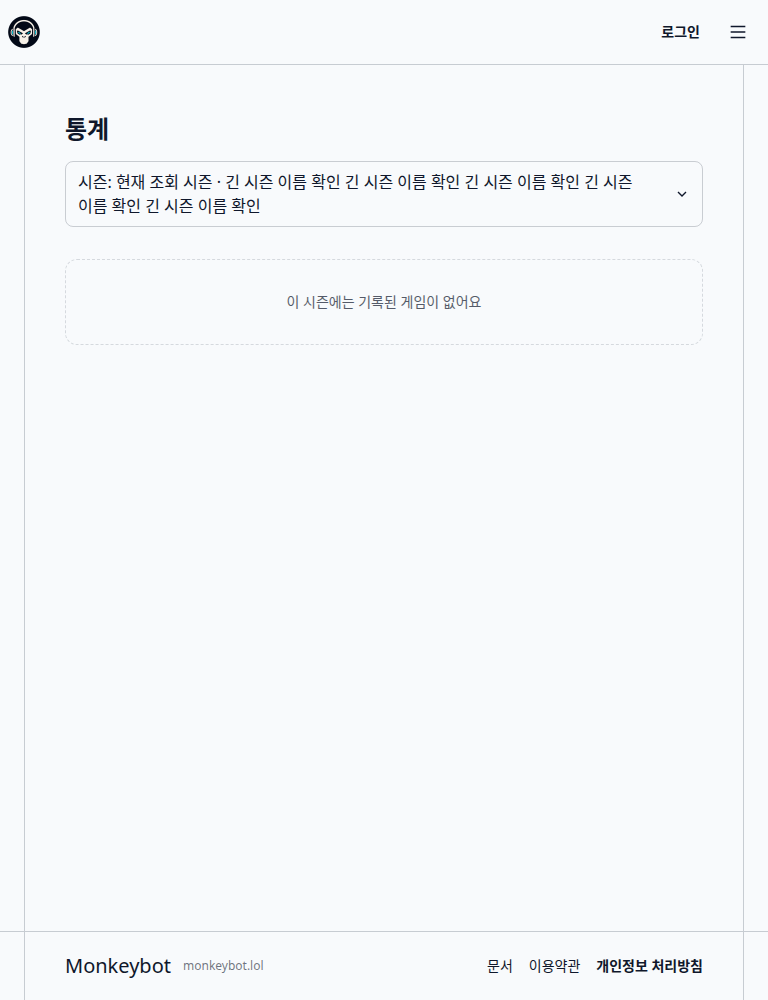 로그인
통계
시즌: 현재 조회 시즌 · 긴 시즌 이름 확인 긴 시즌 이름 확인 긴 시즌 이름 확인 긴 시즌
이름 확인 긴 시즌 이름 확인
이 시즌에는 기록된 게임이 없어요
Monkeybot monkeybot.lol 문서 이용약관 개인정보 처리방침